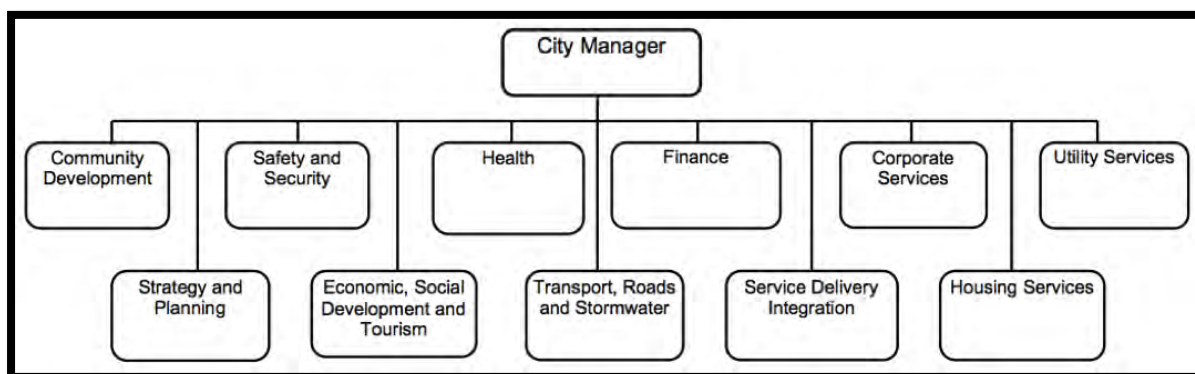 City Manager
Community
Development
Safety and
Security
Health
Finance
Corporate
Services
Utility Services
Strategy and
Planning
Economic, Social
Development and
Tourism
Transport, Roads
and Stormwater
Service Delivery
Integration
Housing Services